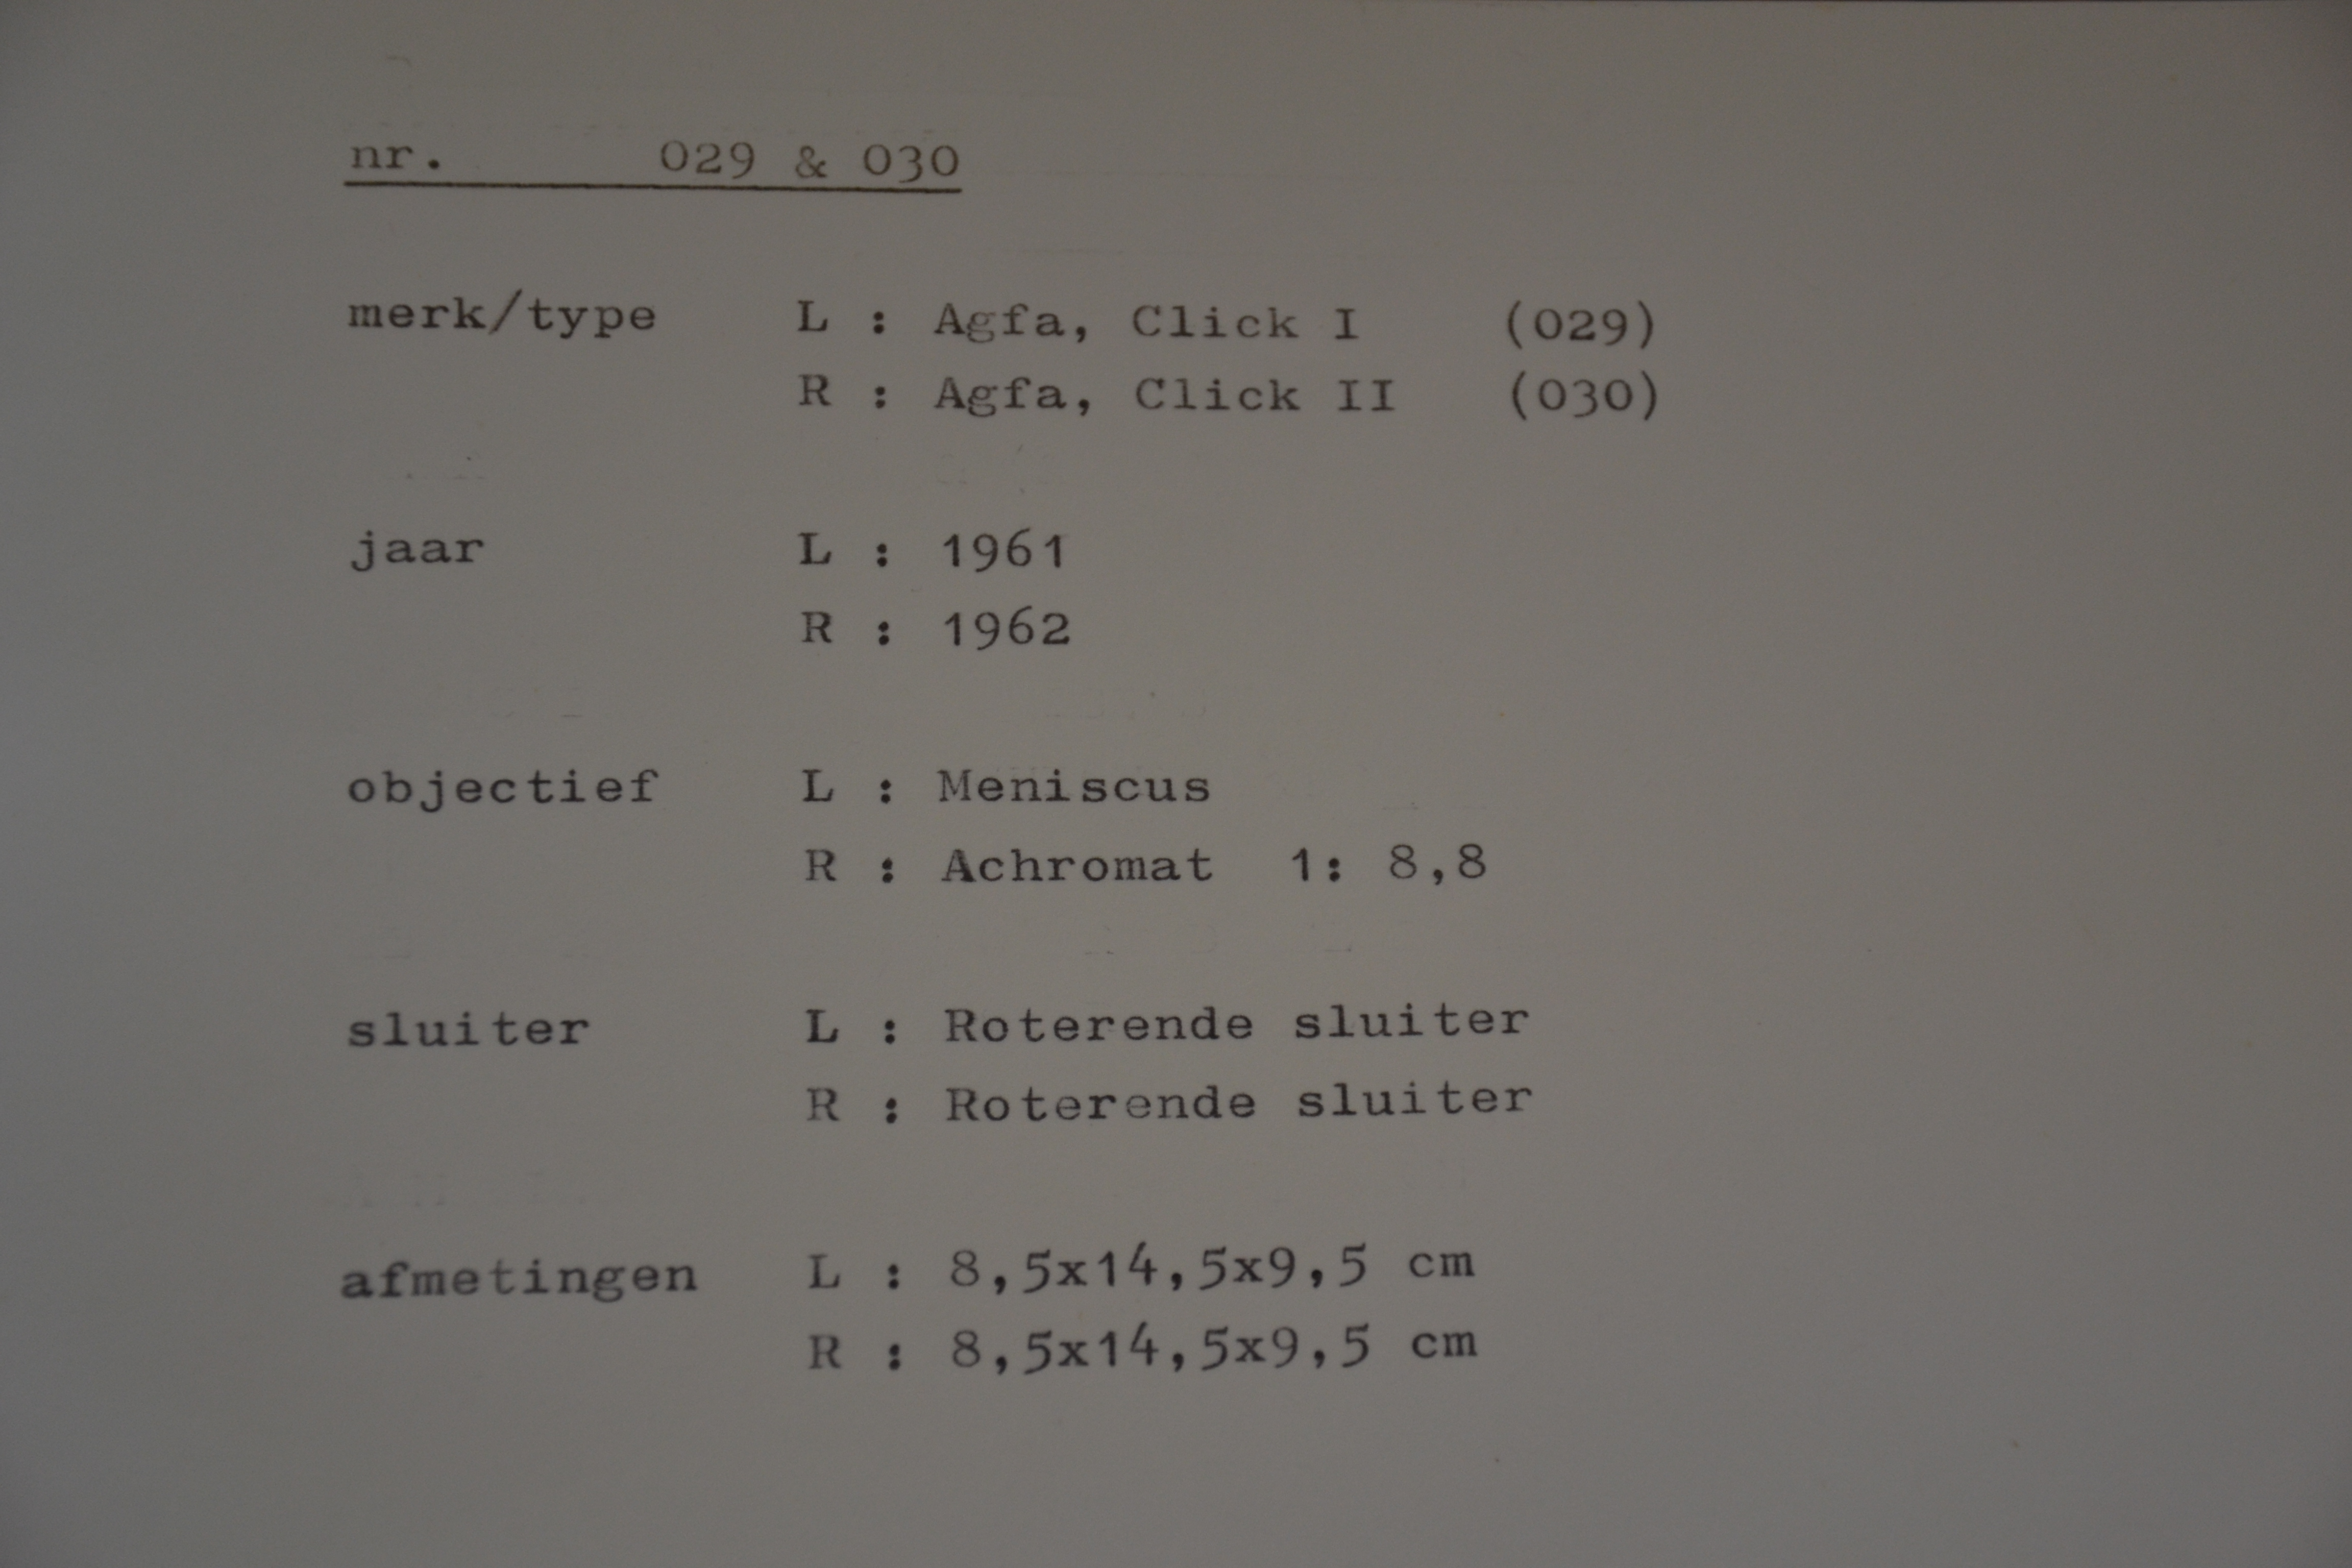 nr. 029 & 030
merk/type L : Agfa, Click I (029)
R : Agfa, Click II (030)
jaar L : 1961
R : 1962
objectief L : Meniscus
R : Achromat 1: 8,8
sluiter L : Roterende sluiter
R : Roterende sluiter
afmetingen L : 8,5x14,5x9,5 cm
R : 8,5x14,5x9,5 cm